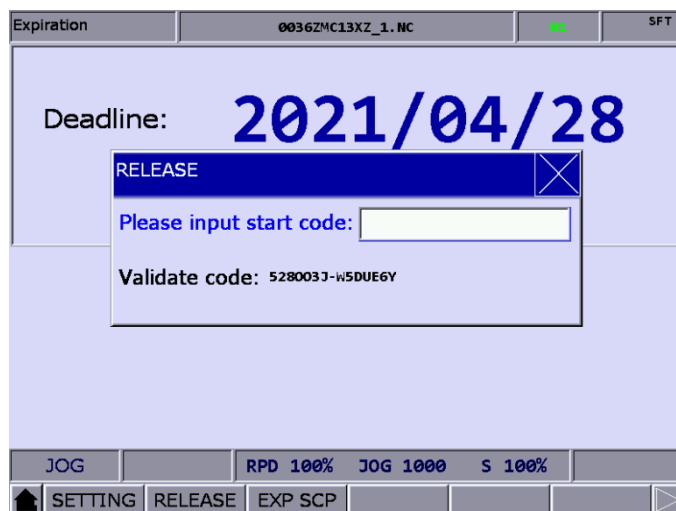 Expiration 0036ZMC13XZ_1.NC N1 SFT
Deadline: 2021/04/28
RELEASE
Please input start code:
Validate code: 528003J-W5DUE6Y
JOG RPD 100% JOG 1000 S 100%
SETTING RELEASE EXP SCP